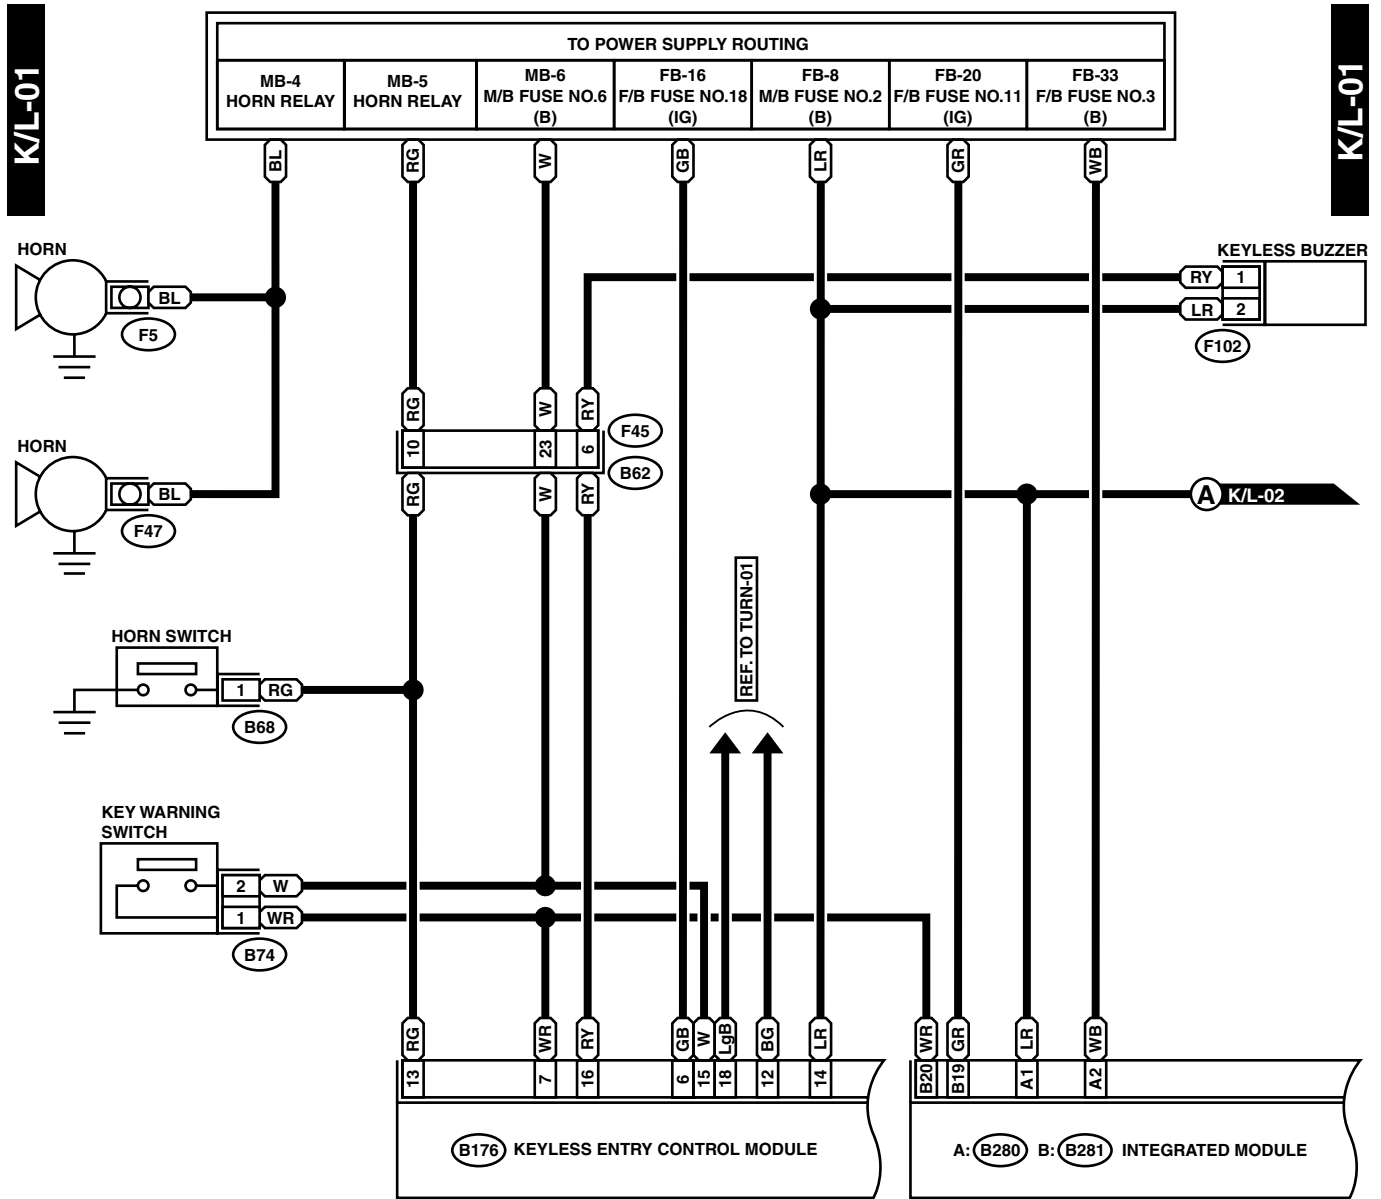 K/L-01
K/L-01
TO POWER SUPPLY ROUTING
MB-4
HORN RELAY
MB-5
HORN RELAY
MB-6
M/B FUSE NO.6
(B)
FB-16
F/B FUSE NO.18
(IG)
FB-8
M/B FUSE NO.2
(B)
FB-20
F/B FUSE NO.11
(IG)
FB-33
F/B FUSE NO.3
(B)
BL
RG
W
GB
LR
GR
WB
HORN
BL
F5
KEYLESS BUZZER
RY
1
LR
2
F102
RG
W
RY
F45
10
23
6
B62
RG
W
RY
HORN
BL
F47
A
K/L-02
REF. TO TURN-01
HORN SWITCH
1
RG
B68
KEY WARNING
SWITCH
2
W
1
WR
B74
RG
WR
RY
GB
W
LgB
BG
LR
WR
GR
LR
WB
13
7
16
6
15
18
12
14
B20
B19
A1
A2
B176
KEYLESS ENTRY CONTROL MODULE
A: B280 B: B281 INTEGRATED MODULE